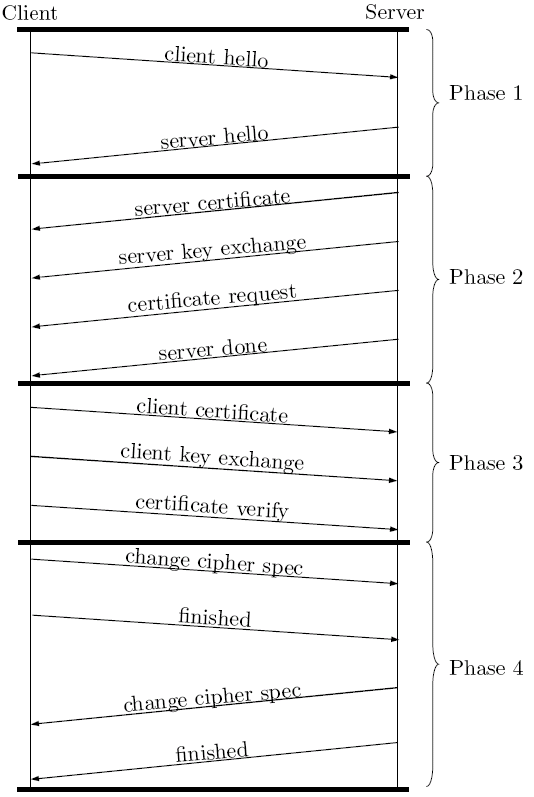 Client
Server
client hello
Phase 1
server hello
server certificate
server key exchange
Phase 2
certificate request
server done
client certificate
client key exchange
Phase 3
certificate verify
change cipher spec
finished
Phase 4
change cipher spec
finished